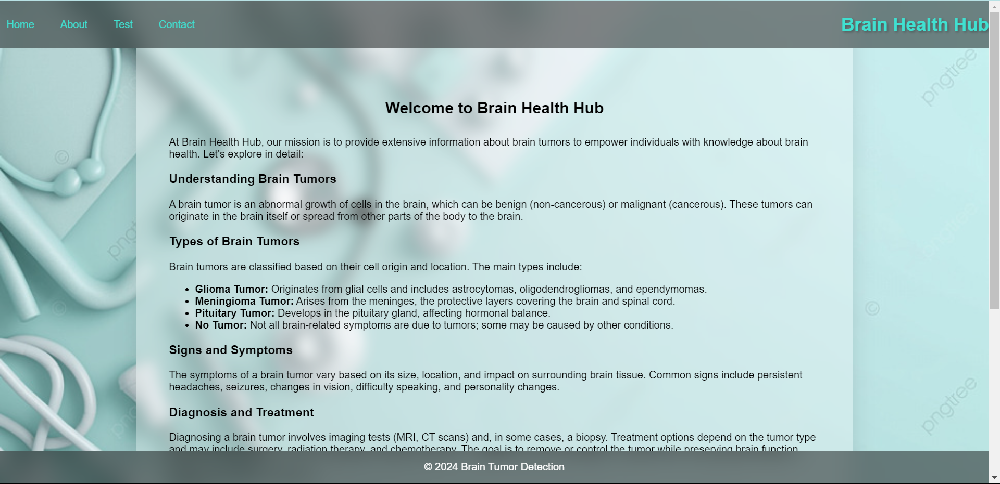 Home About Test Contact Brain Health Hub
pngtree
Welcome to Brain Health Hub
At Brain Health Hub, our mission is to provide extensive information about brain tumors to empower individuals with knowledge about brain
health. Let's explore in detail:
©
Understanding Brain Tumors
A brain tumor is an abnormal growth of cells in the brain, which can be benign (non-cancerous) or malignant (cancerous). These tumors can
originate in the brain itself or spread from other parts of the body to the brain.
pngtree
Types of Brain Tumors
pngt
Brain tumors are classified based on their cell origin and location. The main types include:
• Glioma Tumor: Originates from glial cells and includes astrocytomas, oligodendrogliomas, and ependymomas.
• Meningioma Tumor: Arises from the meninges, the protective layers covering the brain and spinal cord.
©
©
• Pituitary Tumor: Develops in the pituitary gland, affecting hormonal balance.
• No Tumor: Not all brain-related symptoms are due to tumors; some may be caused by other conditions.
Signs and Symptoms
The symptoms of a brain tumor vary based on its size, location, and impact on surrounding brain tissue. Common signs include persistent
headaches, seizures, changes in vision, difficulty speaking, and personality changes.
pngtree
Diagnosis and Treatment
png
Diagnosing a brain tumor involves imaging tests (MRI, CT scans) and, in some cases, a biopsy. Treatment options depend on the tumor type
and may include surgery, radiation therapy, and chemotherapy. The goal is to remove or control the tumor while preserving brain function.
© 2024 Brain Tumor Detection